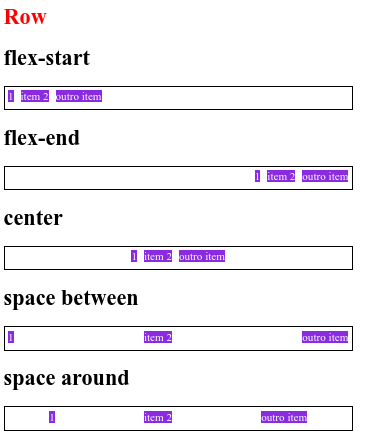 Row
flex-start
1 item 2 outro item
flex-end
1 item 2 outro item
center
1 item 2 outro item
space between
1 item 2 outro item
space around
1 item 2 outro item